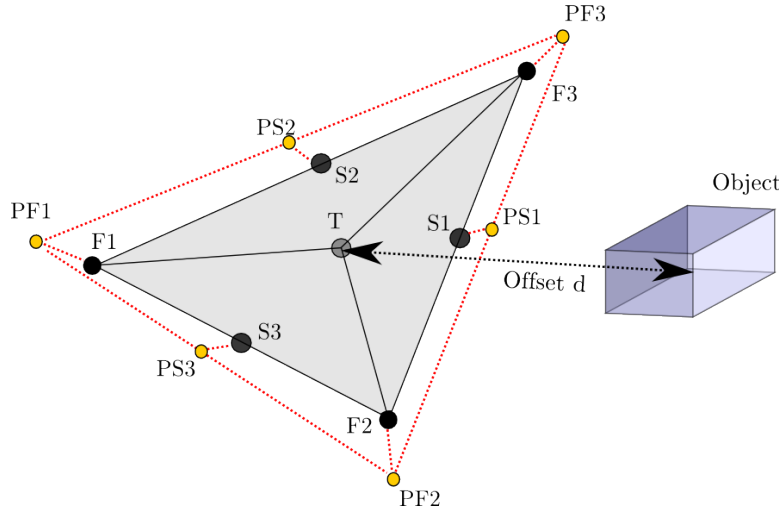 PF3
F3
PS2
S2
Object
PF1
F1
T
S1
PS1
Offset d
S3
PS3
F2
PF2